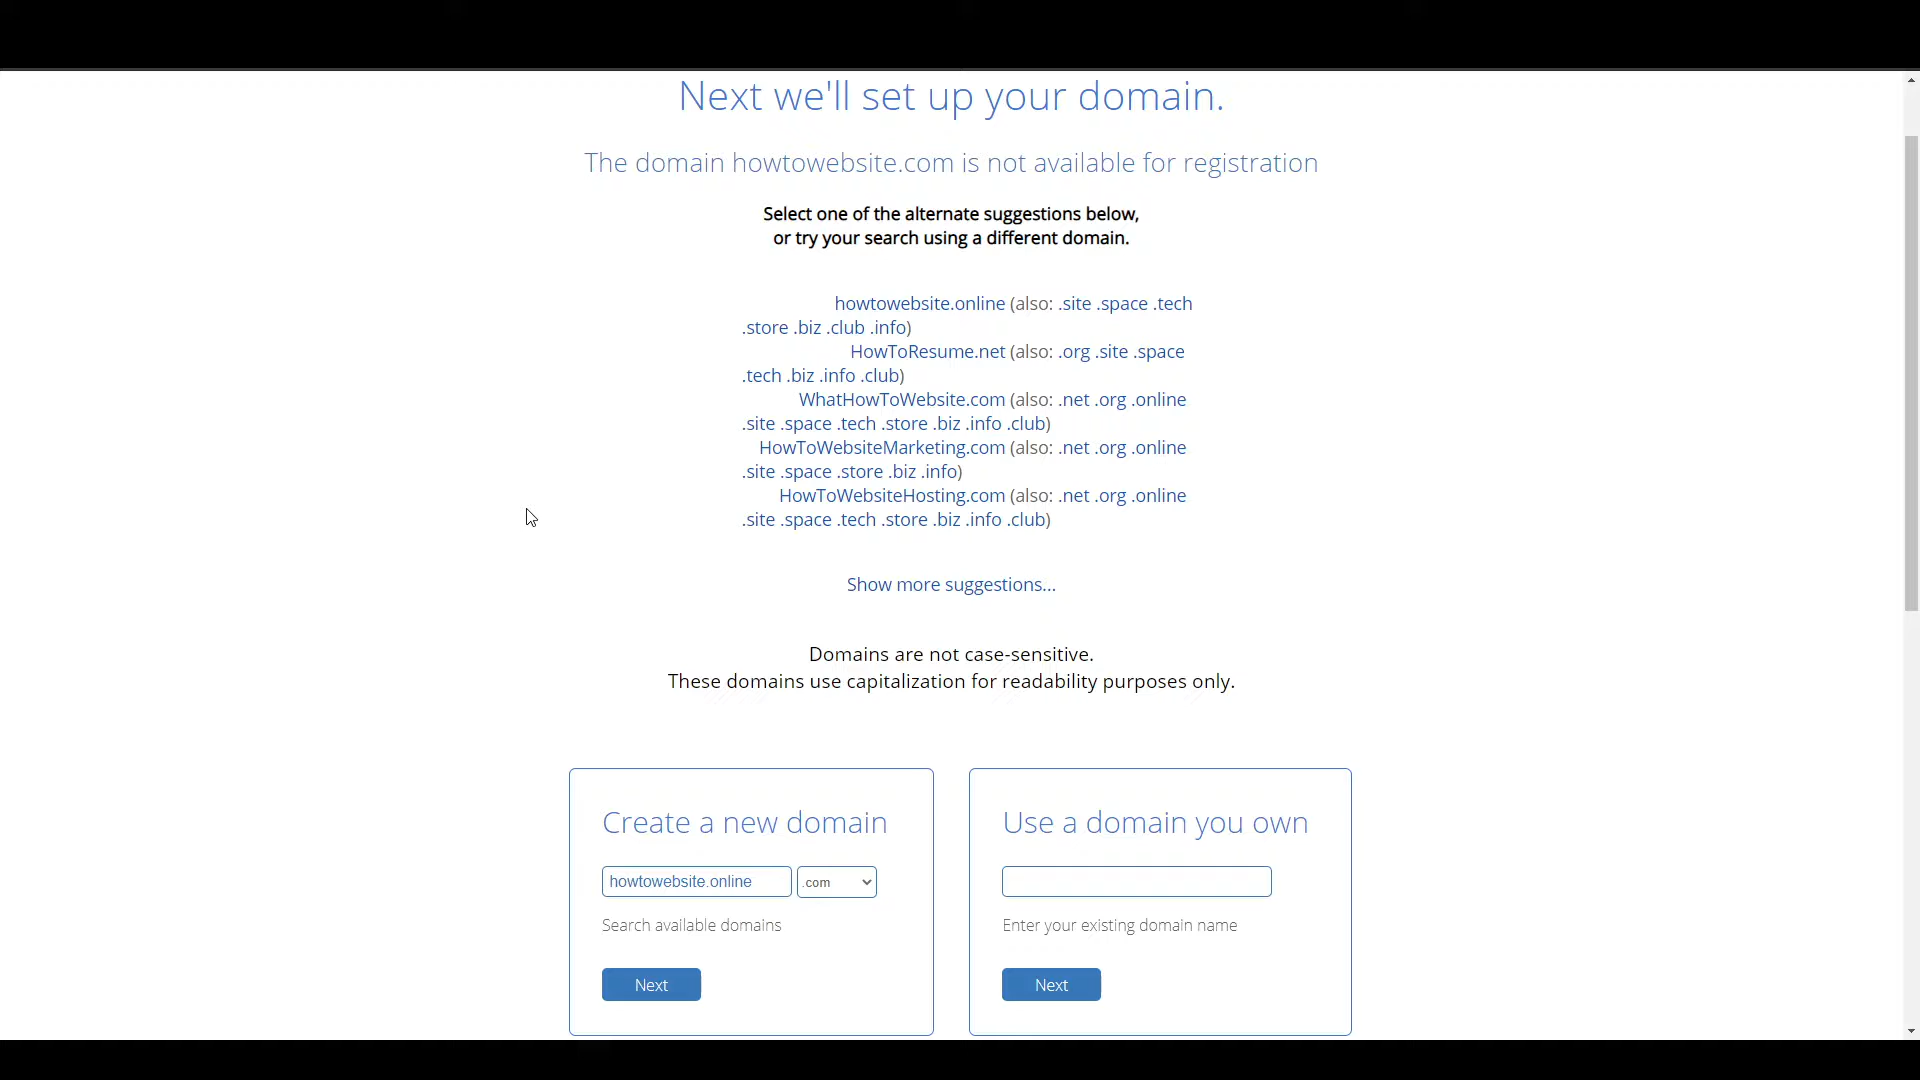 Next we'll set up your domain.
The domain howtowebsite.com is not available for registration
Select one of the alternate suggestions below,
or try your search using a different domain.
howtowebsite.online (also: .site .space .tech
.store .biz .club .info)
HowToResume.net (also: .org .site .space
.tech .biz .info .club)
WhatHowToWebsite.com (also: .net .org .online
.site .space .tech .store .biz .info .club)
HowToWebsiteMarketing.com (also: .net .org .online
.site .space .store .biz .info)
HowToWebsiteHosting.com (also: .net .org .online
.site .space .tech .store .biz .info .club)
Show more suggestions...
Domains are not case-sensitive.
These domains use capitalization for readability purposes only.
Create a new domain
howtowebsite.online .com
Search available domains
Next
Use a domain you own
Enter your existing domain name
Next